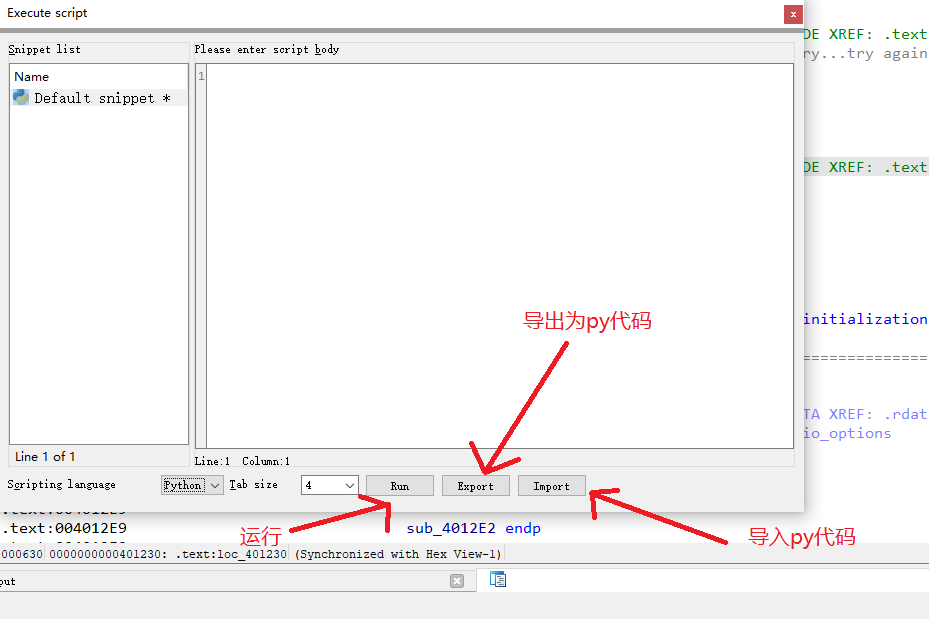 Execute script
x
Snippet list
Please enter script body
Name
1
Default snippet *
DE XREF: .text
ry...try again
DE XREF: .text
导出为py代码
initialization
==============
TA XREF: .rdat
io_options
Line 1 of 1
Line:1 Column:1
Scripting language
Python
Tab size
4
Run
Export
Import
.text:004012E9
sub_4012E2 endp
运行
导入py代码
0000630 0000000000401230: .text:loc_401230 (Synchronized with Hex View-1)
put